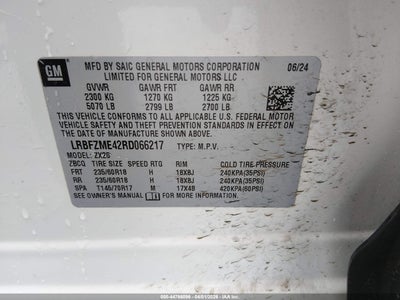 GM
MFD BY SAIC GENERAL MOTORS CORPORATION 06/24
LIMITED FOR GENERAL MOTORS LLC
GVWR GAWR FRT GAWR RR
2300 KG 1270 KG 1225 KG
5070 LB 2799 LB 2700 LB
THIS VEHICLE CONFORMS TO ALL APPLICABLE U.S. FEDERAL MOTOR
VEHICLE SAFETY AND THEFT PREVENTION STANDARDS IN
EFFECT ON THE DATE OF MANUFACTURE SHOWN ABOVE.
LRBFZME42RD066217 TYPE: M.P.V.
ZX26
ZBCQ TIRE SIZE SPEED RTG RIM COLD TIRE PRESSURE
FRT 235/60R18 H 18X8J 240KPA(35PSI)
RR 235/60R18 H 18X8J 240KPA(35PSI)
SPA T145/70R17 M 17X4B 420KPA(60PSI)
SEE OWNER'S MANUAL FOR ADDITIONAL INFORMATION.